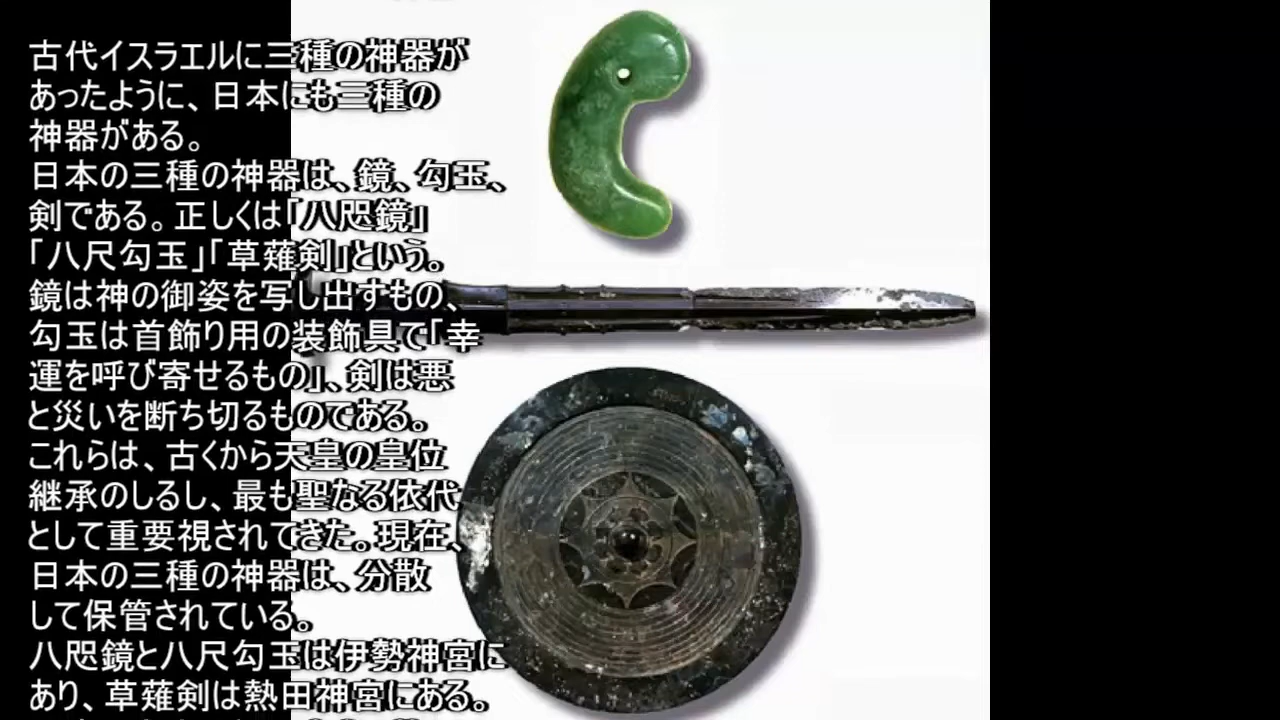 古代イスラエルに三種の神器が
あったように、日本にも三種の
神器がある。
日本の三種の神器は、鏡、勾玉、
剣である。正しくは「八咫鏡」
「八尺勾玉」「草薙剣」という。
鏡は神の御姿を写し出すもの、
勾玉は首飾り用の装飾具で「幸
運を呼び寄せるもの」、剣は悪
と災いを断ち切るものである。
これらは、古くから天皇の皇位
継承のしるし、最も聖なる依代
として重要視されてきた。現在、
日本の三種の神器は、分散
して保管されている。
八咫鏡と八尺勾玉は伊勢神宮に
あり、草薙剣は熱田神宮にある。